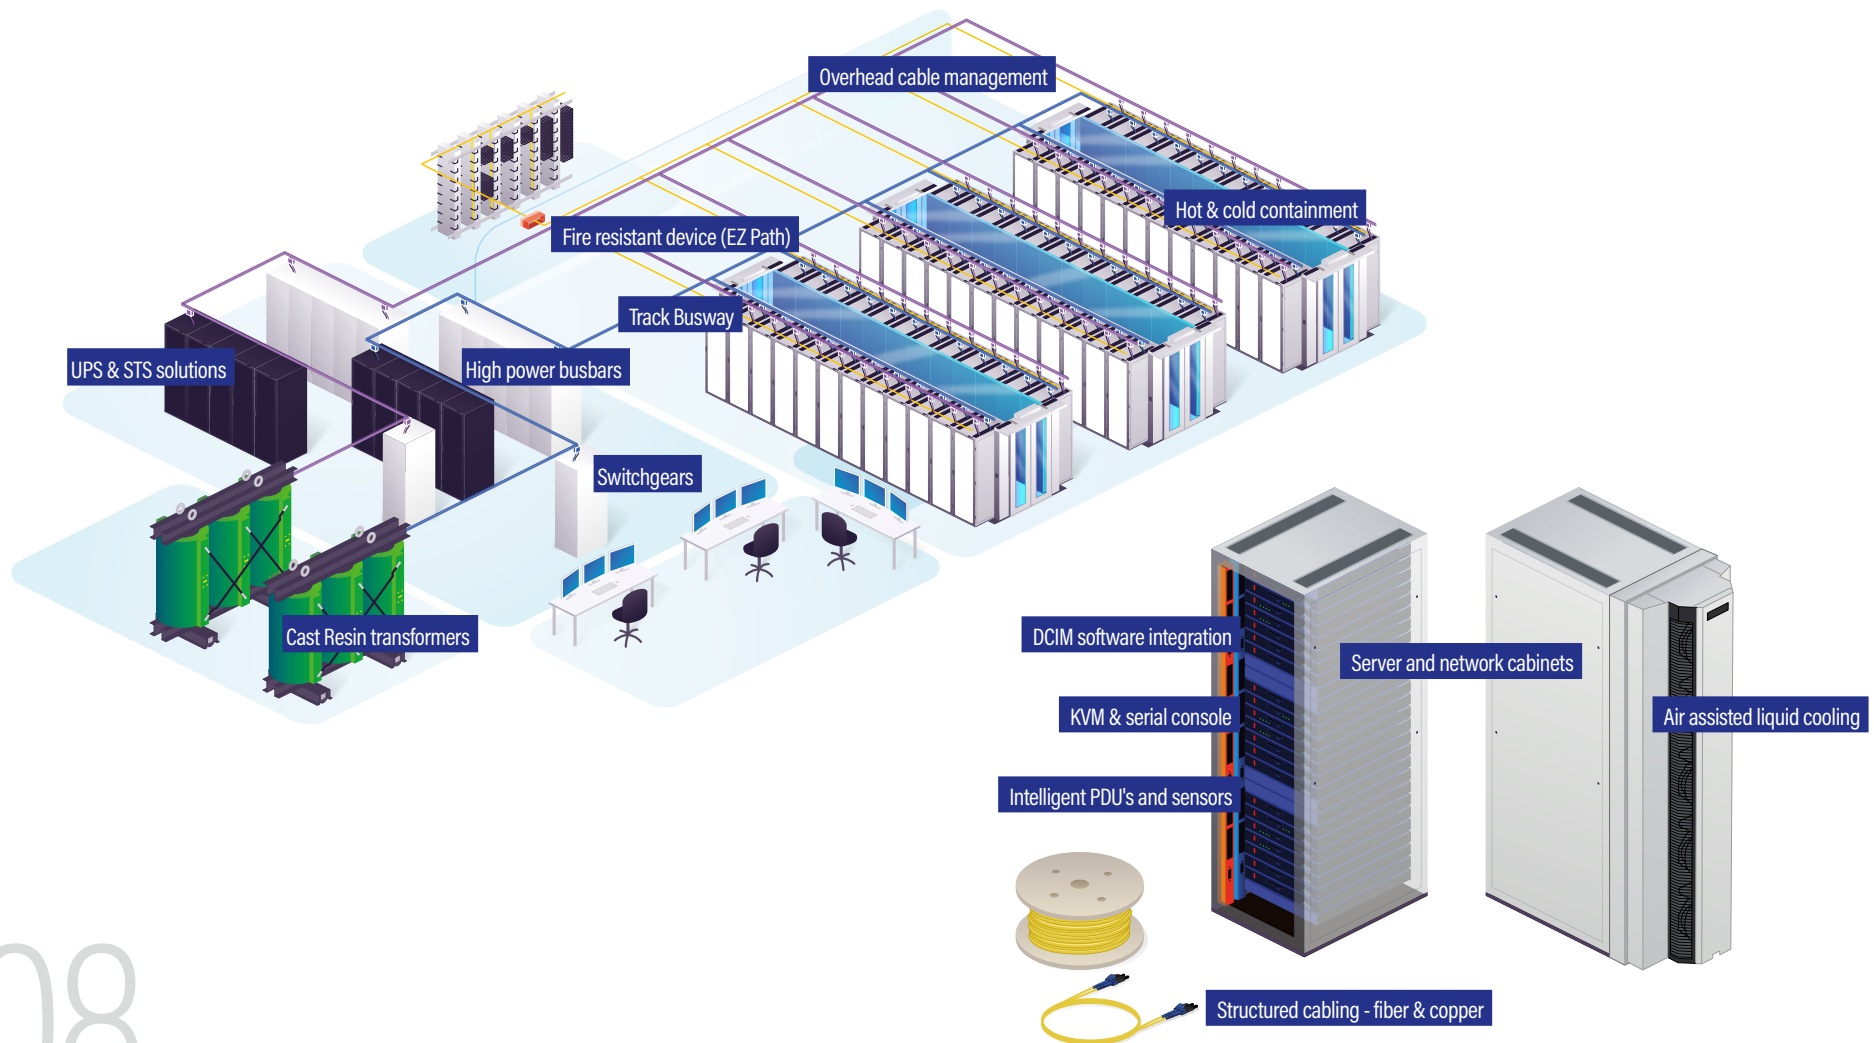 Overhead cable management
Hot & cold containment
Fire resistant device (EZ Path)
Track Busway
UPS & STS solutions
High power busbars
Switchgears
Cast Resin transformers
DCIM software integration
Server and network cabinets
KVM & serial console
Air assisted liquid cooling
Intelligent PDU's and sensors
Structured cabling - fiber & copper
08